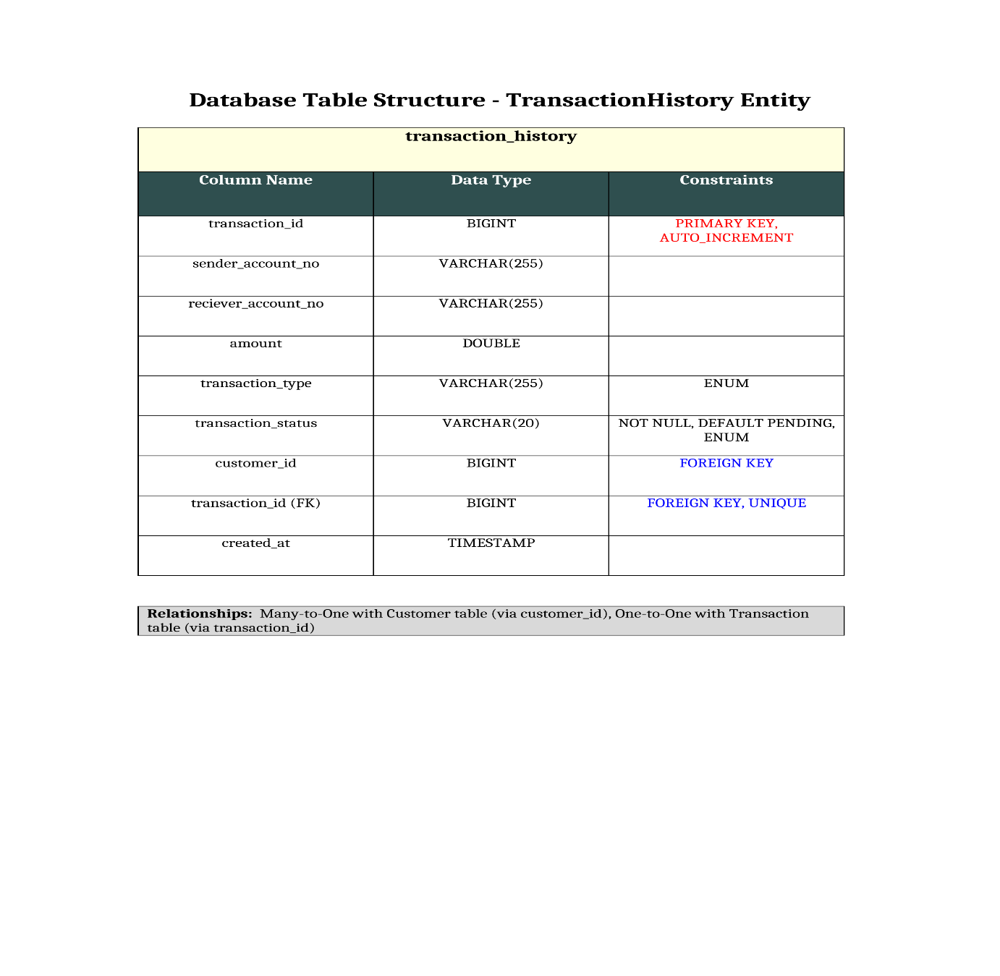 Database Table Structure - TransactionHistory Entity
transaction_history
Column Name Data Type Constraints
transaction_id BIGINT PRIMARY KEY,
AUTO_INCREMENT
sender_account_no VARCHAR(255)
reciever_account_no VARCHAR(255)
amount DOUBLE
transaction_type VARCHAR(255) ENUM
transaction_status VARCHAR(20) NOT NULL, DEFAULT PENDING,
ENUM
customer_id BIGINT FOREIGN KEY
transaction_id (FK) BIGINT FOREIGN KEY, UNIQUE
created_at TIMESTAMP
Relationships: Many-to-One with Customer table (via customer_id), One-to-One with Transaction
table (via transaction_id)